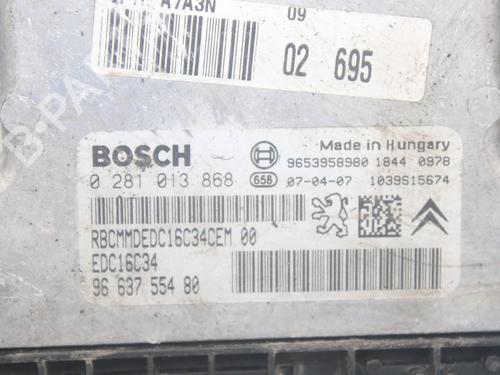 A7A3N
09
02 695
B-PARTS
BOSCH
Made in Hungary
9653958980 1844 0978
0 281 013 868
658 07-04-07 1039S15674
RBCMMDEDC16C34CEM 00
EDC16C34
96 637 554 80